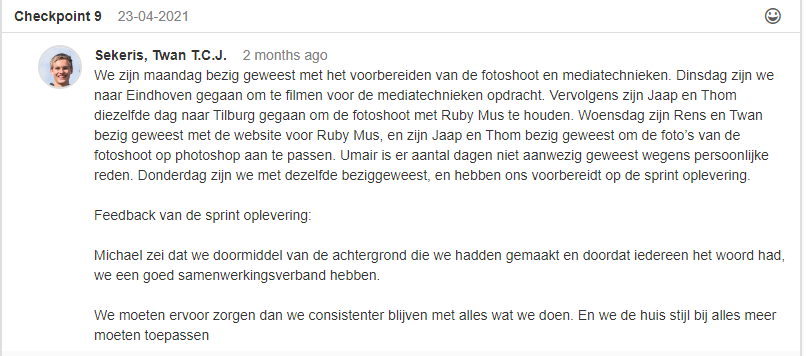 Checkpoint 9 23-04-2021
Sekeris, Twan T.C.J. 2 months ago
We zijn maandag bezig geweest met het voorbereiden van de fotoshoot en mediatechnieken. Dinsdag zijn we
naar Eindhoven gegaan om te filmen voor de mediatechnieken opdracht. Vervolgens zijn Jaap en Thom
diezelfde dag naar Tilburg gegaan om de fotoshoot met Ruby Mus te houden. Woensdag zijn Rens en Twan
bezig geweest met de website voor Ruby Mus, en zijn Jaap en Thom bezig geweest om de foto's van de
fotoshoot op photoshop aan te passen. Umair is er aantal dagen niet aanwezig geweest wegens persoonlijke
reden. Donderdag zijn we met dezelfde beziggeweest, en hebben ons voorbereidt op de sprint oplevering.
Feedback van de sprint oplevering:
Michael zei dat we doormiddel van de achtergrond die we hadden gemaakt en doordat iedereen het woord had,
we een goed samenwerkingsverband hebben.
We moeten ervoor zorgen dan we consistenter blijven met alles wat we doen. En we de huis stijl bij alles meer
moeten toepassen